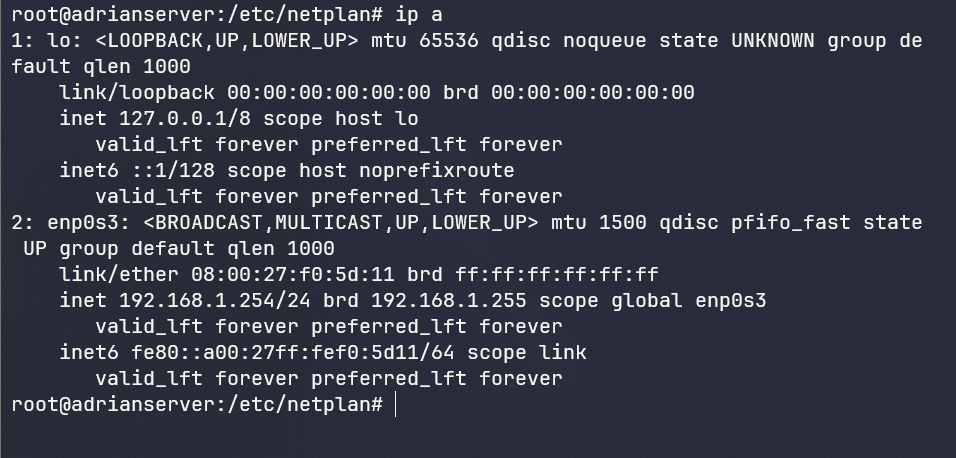 root@adrianserver:/etc/netplan# ip a
1: lo: <LOOPBACK,UP,LOWER_UP> mtu 65536 qdisc noqueue state UNKNOWN group de
fault qlen 1000
    link/loopback 00:00:00:00:00:00 brd 00:00:00:00:00:00
    inet 127.0.0.1/8 scope host lo
       valid_lft forever preferred_lft forever
    inet6 ::1/128 scope host noprefixroute
       valid_lft forever preferred_lft forever
2: enp0s3: <BROADCAST,MULTICAST,UP,LOWER_UP> mtu 1500 qdisc pfifo_fast state
 UP group default qlen 1000
    link/ether 08:00:27:f0:5d:11 brd ff:ff:ff:ff:ff:ff
    inet 192.168.1.254/24 brd 192.168.1.255 scope global enp0s3
       valid_lft forever preferred_lft forever
    inet6 fe80::a00:27ff:fef0:5d11/64 scope link
       valid_lft forever preferred_lft forever
root@adrianserver:/etc/netplan#